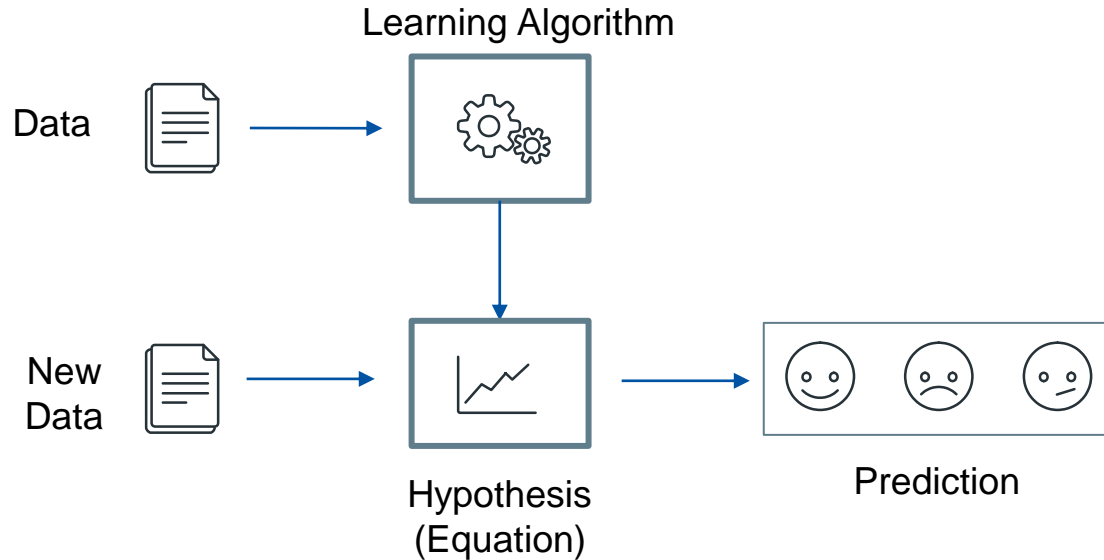 Learning Algorithm
Data
New
Data
Hypothesis
(Equation)
Prediction